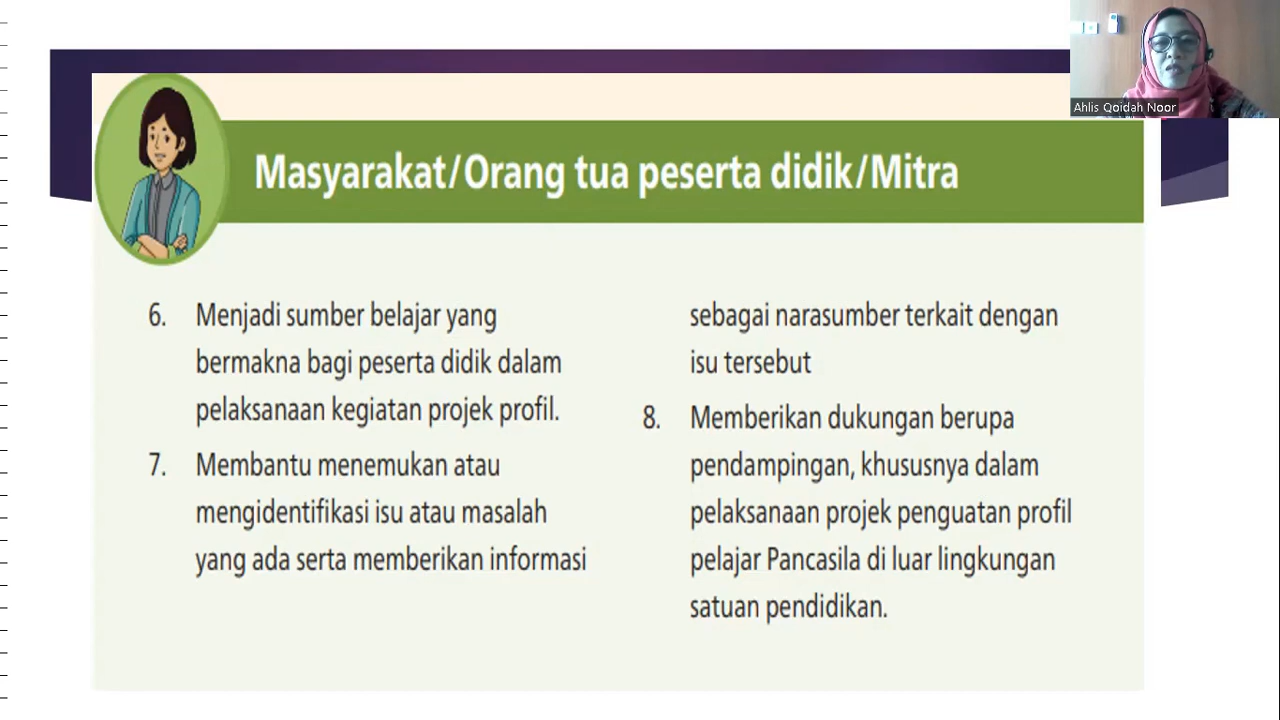 Ahlis Qoidah Noor
Masyarakat/Orang tua peserta didik/Mitra
6. Menjadi sumber belajar yang
bermakna bagi peserta didik dalam
pelaksanaan kegiatan projek profil.
7. Membantu menemukan atau
mengidentifikasi isu atau masalah
yang ada serta memberikan informasi
sebagai narasumber terkait dengan
isu tersebut
8. Memberikan dukungan berupa
pendampingan, khususnya dalam
pelaksanaan projek penguatan profil
pelajar Pancasila di luar lingkungan
satuan pendidikan.